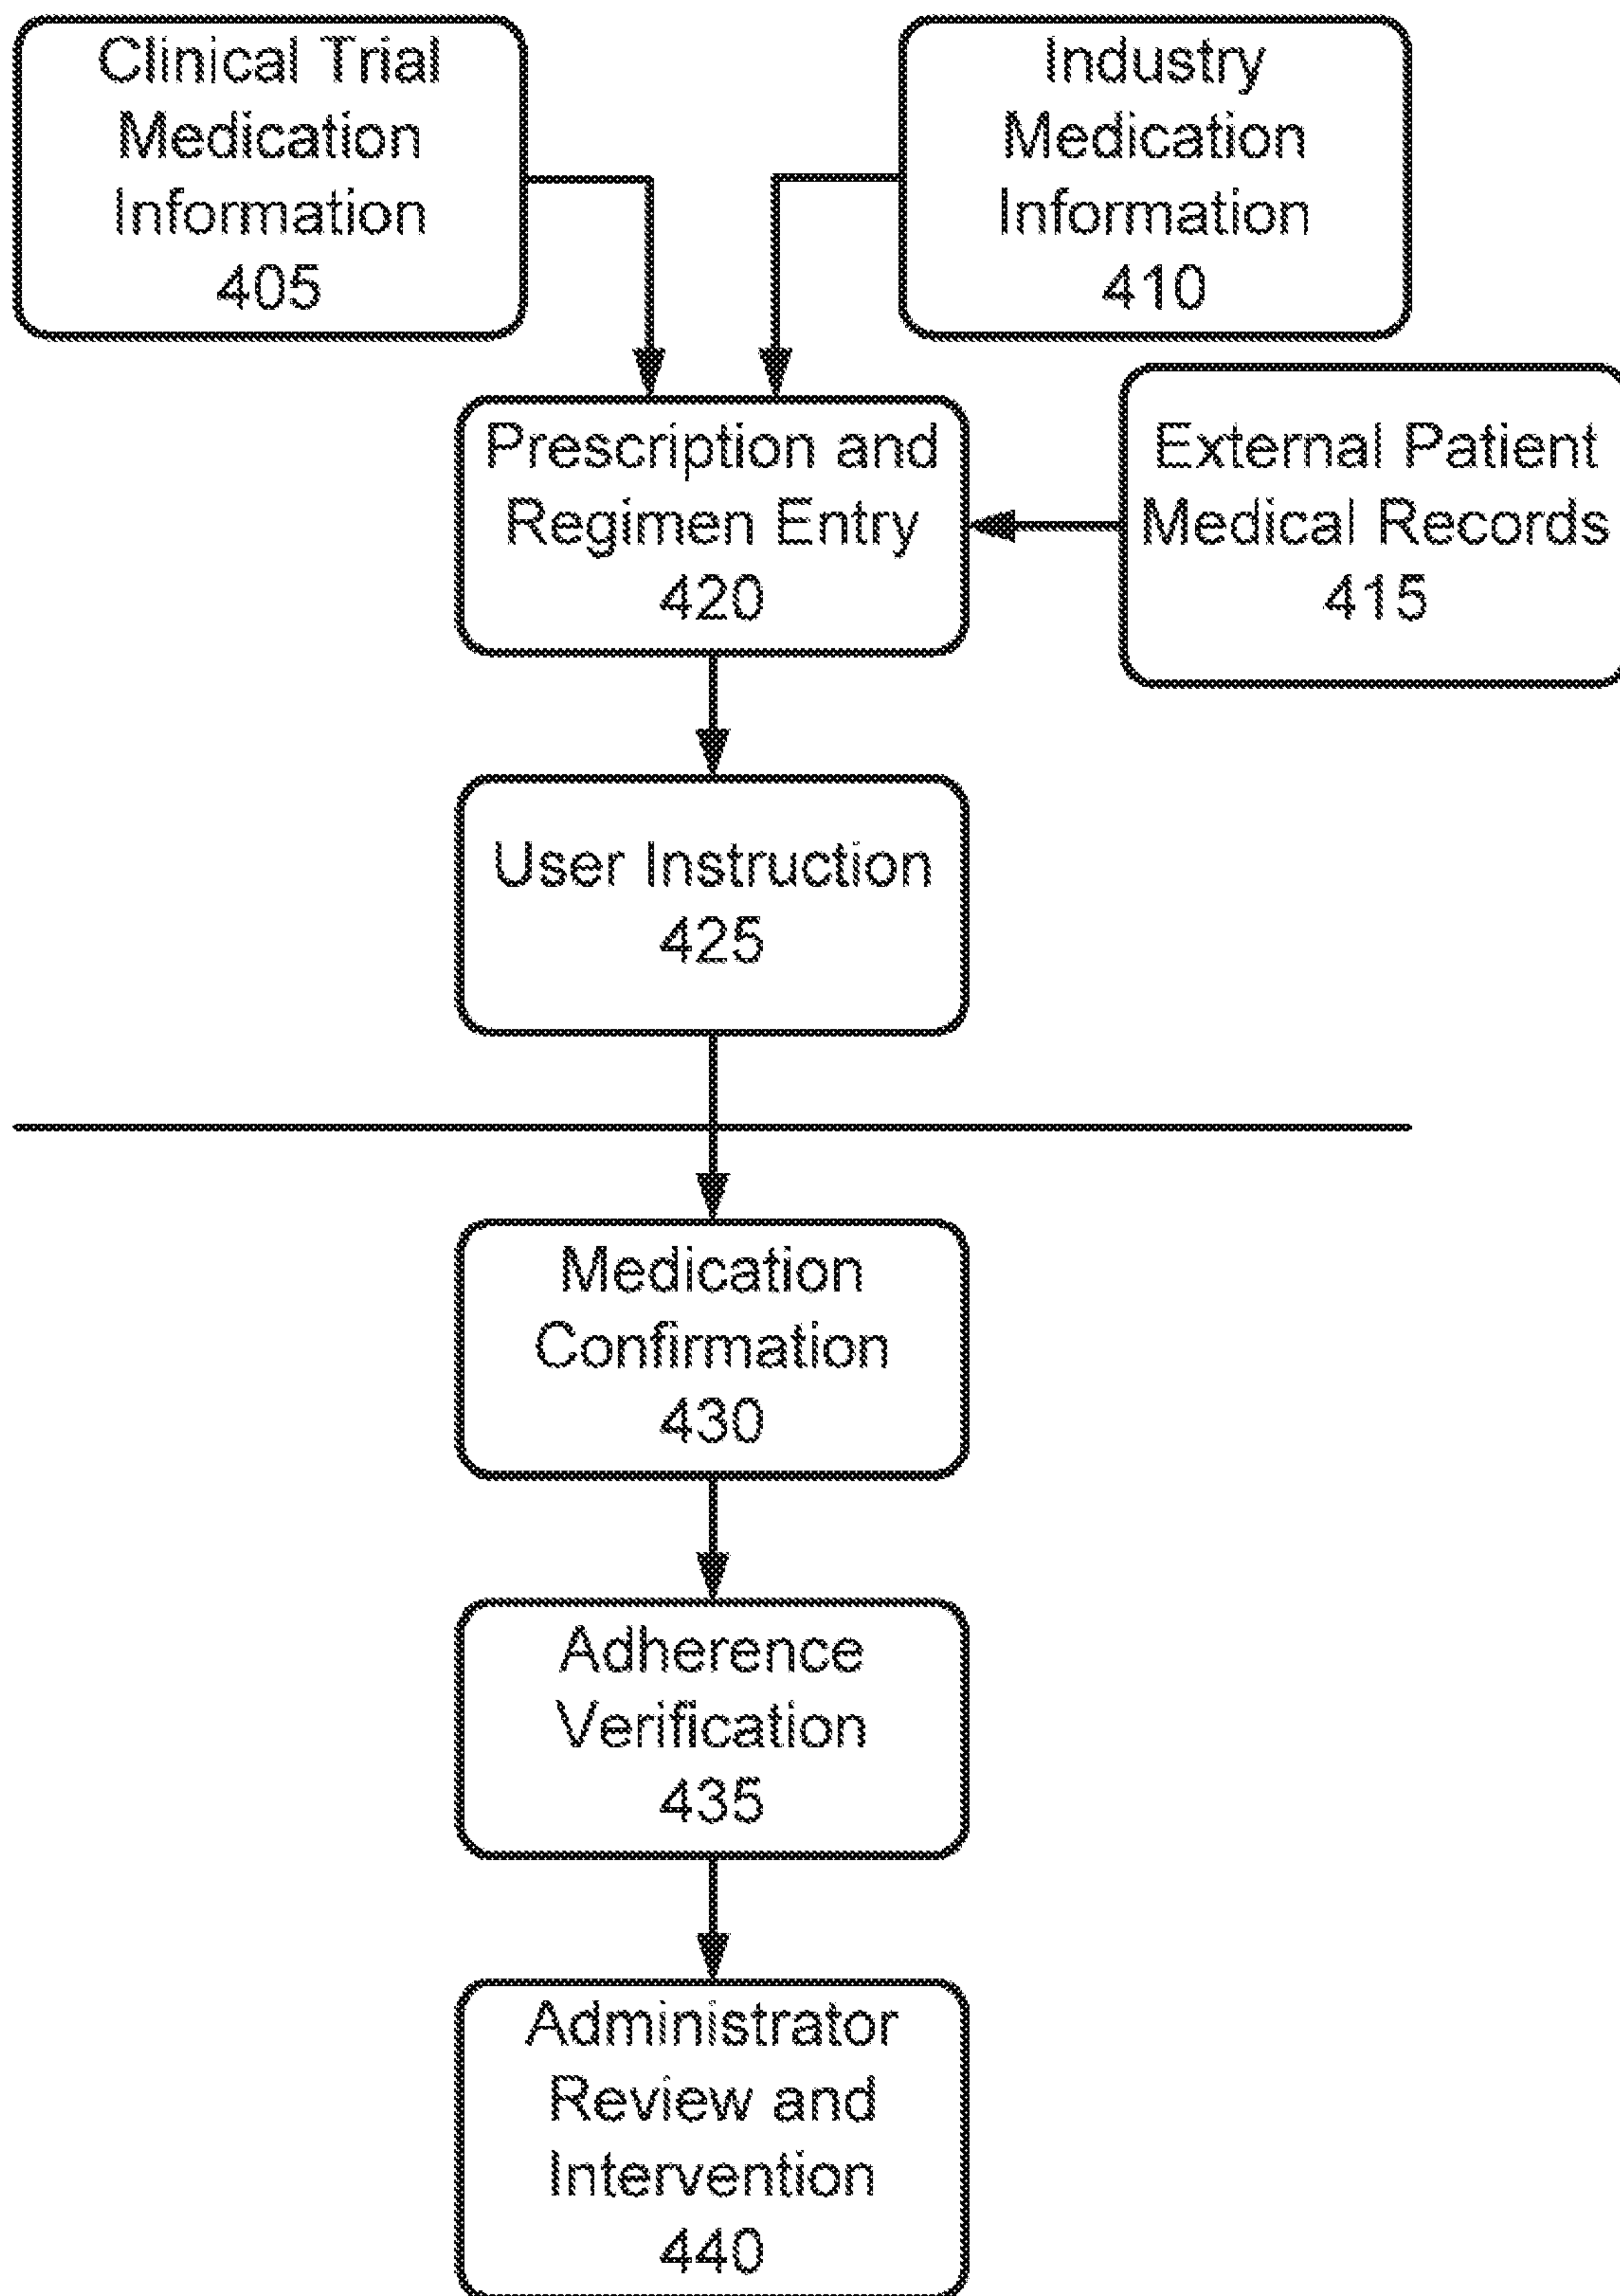 Clinical Trial
Medication
Information
405
Industry
Medication
Information
410
Prescription and
Regimen Entry
420
External Patient
Medical Records
415
User Instruction
425
Medication
Confirmation
430
Adherence
Verification
435
Administrator
Review and
Intervention
440